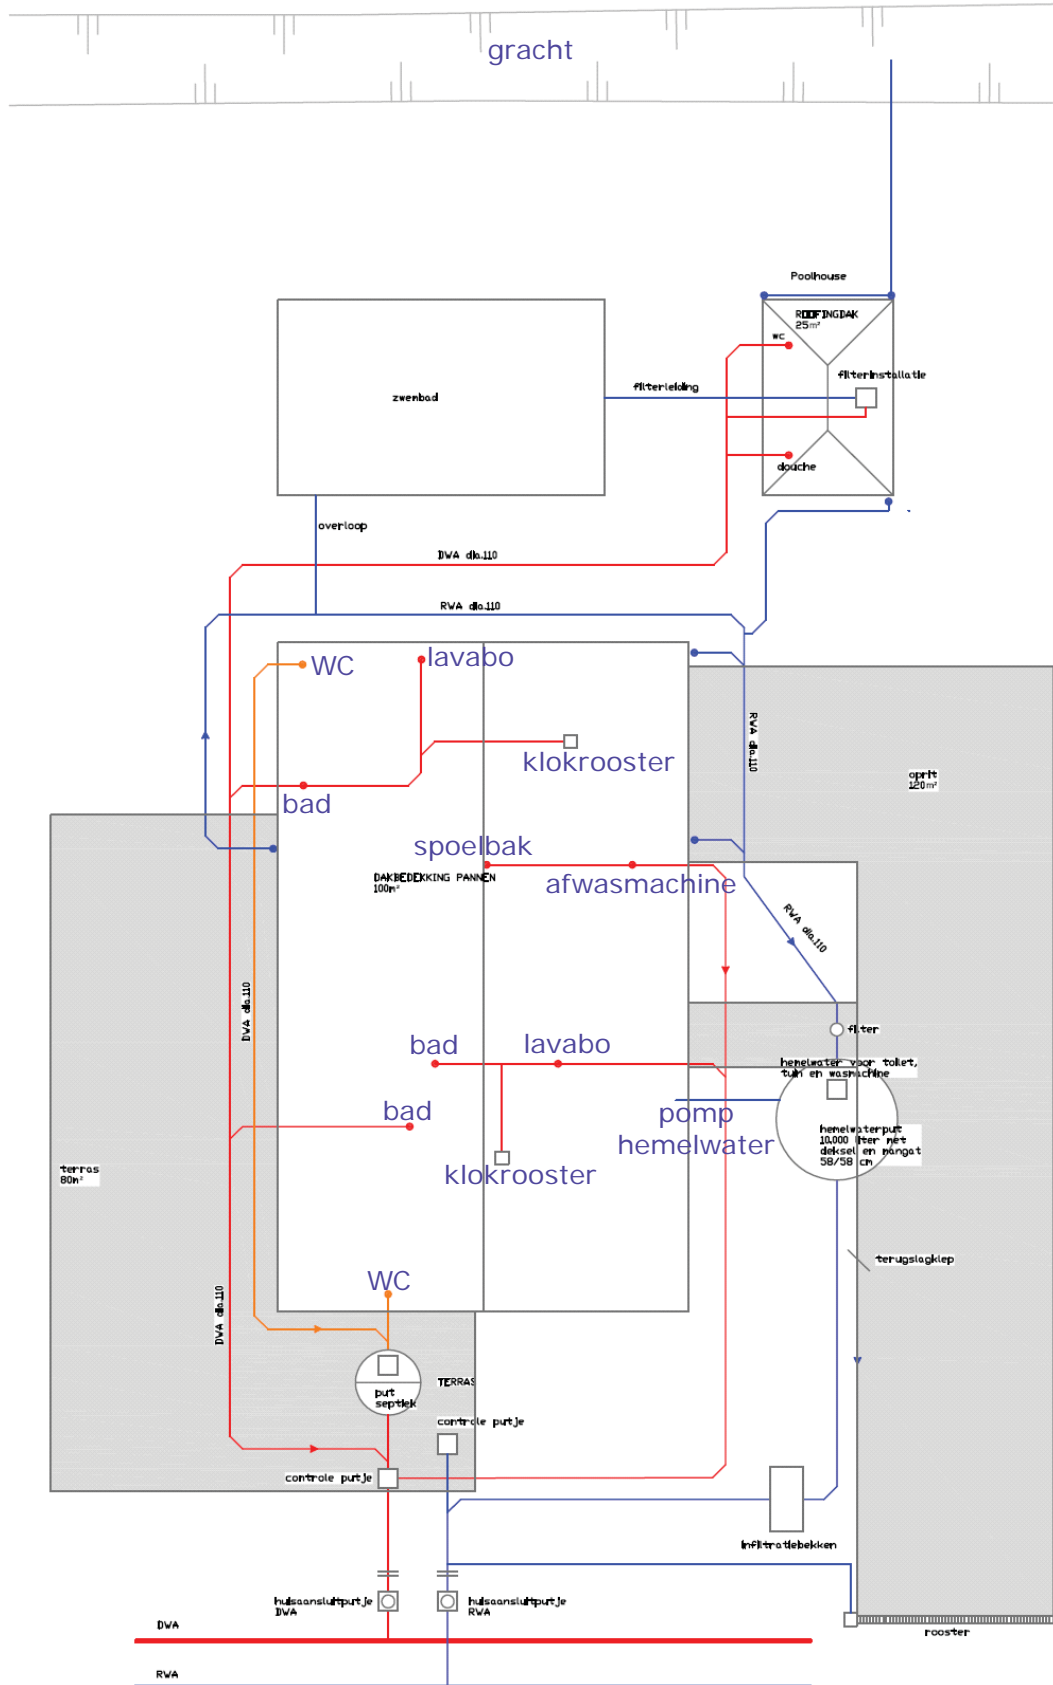 gracht
Poolhouse
ROOFINGDAK
25m²
wc
filterinstallatie
filterleiding
zwembad
douche
overloop
DWA dia.110
RWA dia.110
WC
lavabo
klokrooster
RWA dia.110
oprit
120m²
bad
spoelbak
afwasmachine
DAKBEDEKKING PANNEN
100m²
RWA dia.110
DWA dia.110
filter
bad
lavabo
hemelwater voor toilet,
tuin en wasmachine
bad
pomp
hemelwater
hemelwaterput
10.000 liter met
deksel en mangat
58/58 cm
klokrooster
terras
80m²
terugslagklep
WC
DWA dia.110
TERRAS
put
septiek
controle putje
controle putje
infiltratiebekken
huisaansluitputje
DWA
huisaansluitputje
RWA
DWA
rooster
RWA